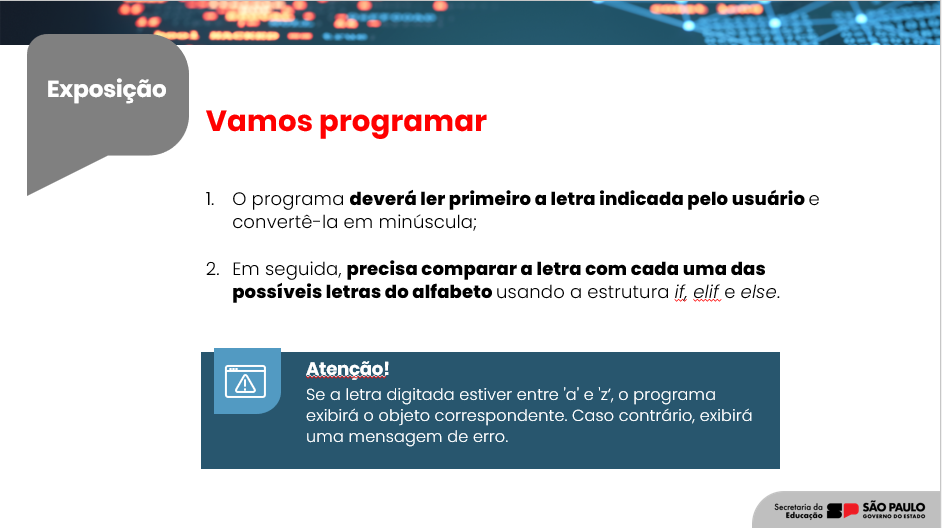 Exposição
Vamos programar
1. O programa deverá ler primeiro a letra indicada pelo usuário e
convertê-la em minúscula;
2. Em seguida, precisa comparar a letra com cada uma das
possíveis letras do alfabeto usando a estrutura if, elif e else.
Atenção!
Se a letra digitada estiver entre 'a' e 'z', o programa
exibirá o objeto correspondente. Caso contrário, exibirá
uma mensagem de erro.
Secretaria da
Educação
SP
SÃO PAULO
GOVERNO DO ESTADO